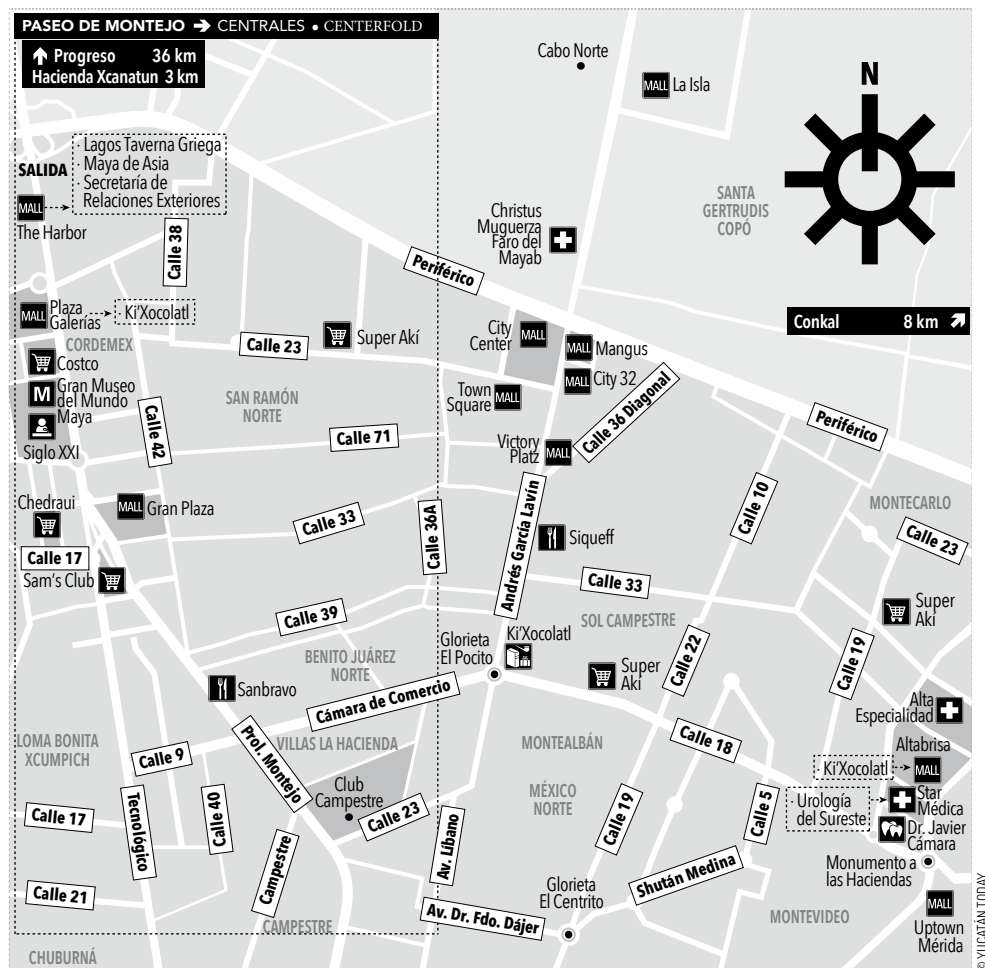 PASEO DE MONTEJO → CENTRALES • CENTERFOLD
↑ Progreso 36 km
Hacienda Xcanatun 3 km
Cabo Norte
MALL La Isla
N
SALIDA
· Lagos Taverna Griega
· Maya de Asia
· Secretaría de
Relaciones Exteriores
MALL
The Harbor
Calle 38
SANTA
GERTRUDIS
COPÓ
Christus
Muguerza
Faro del
Mayab
Periférico
MALL
Plaza
Galerías
· Ki'Xocolatl
Conkal 8 km ↗
CORDEMEX
Calle 23
Super Akí
City
Center
MALL
MALL Mangus
MALL City 32
Costco
M
Gran Museo
del Mundo
Maya
Siglo XXI
Calle 42
SAN RAMÓN
NORTE
Town
Square
MALL
Calle 36 Diagonal
Periférico
Calle 71
Victory
Platz
MALL
Chedraui
MALL Gran Plaza
Calle 33
Calle 36A
Andrés García Lavín
Siqueff
Calle 10
MONTECARLO
Calle 23
Calle 17
Sam's Club
Calle 33
Calle 39
SOL CAMPESTRE
Super
Akí
Glorieta
El Pocito
Ki'Xocolatl
BENITO JUÁREZ
NORTE
Super
Akí
Calle 22
Calle 19
Sanbravo
Cámara de Comercio
Alta
Especialidad
LOMA BONITA
XCUMPICH
Calle 9
Prol. Montejo
VILLAS LA HACIENDA
MONTEALBÁN
Calle 18
Altabrisa
· Ki'Xocolatl
MALL
Club
Campestre
MÉXICO
NORTE
Star
Médica
· Urología
del Sureste
Calle 17
Tecnológico
Calle 40
Calle 23
Calle 19
Calle 5
Dr. Javier
Cámara
Campestre
Av. Líbano
Shután Medina
Monumento a
las Haciendas
Calle 21
Glorieta
El Centrito
MALL
Uptown
Mérida
CAMPESTRE
Av. Dr. Fdo. Dájer
MONTEVIDEO
CHUBURNÁ
© YUCATÁN TODAY